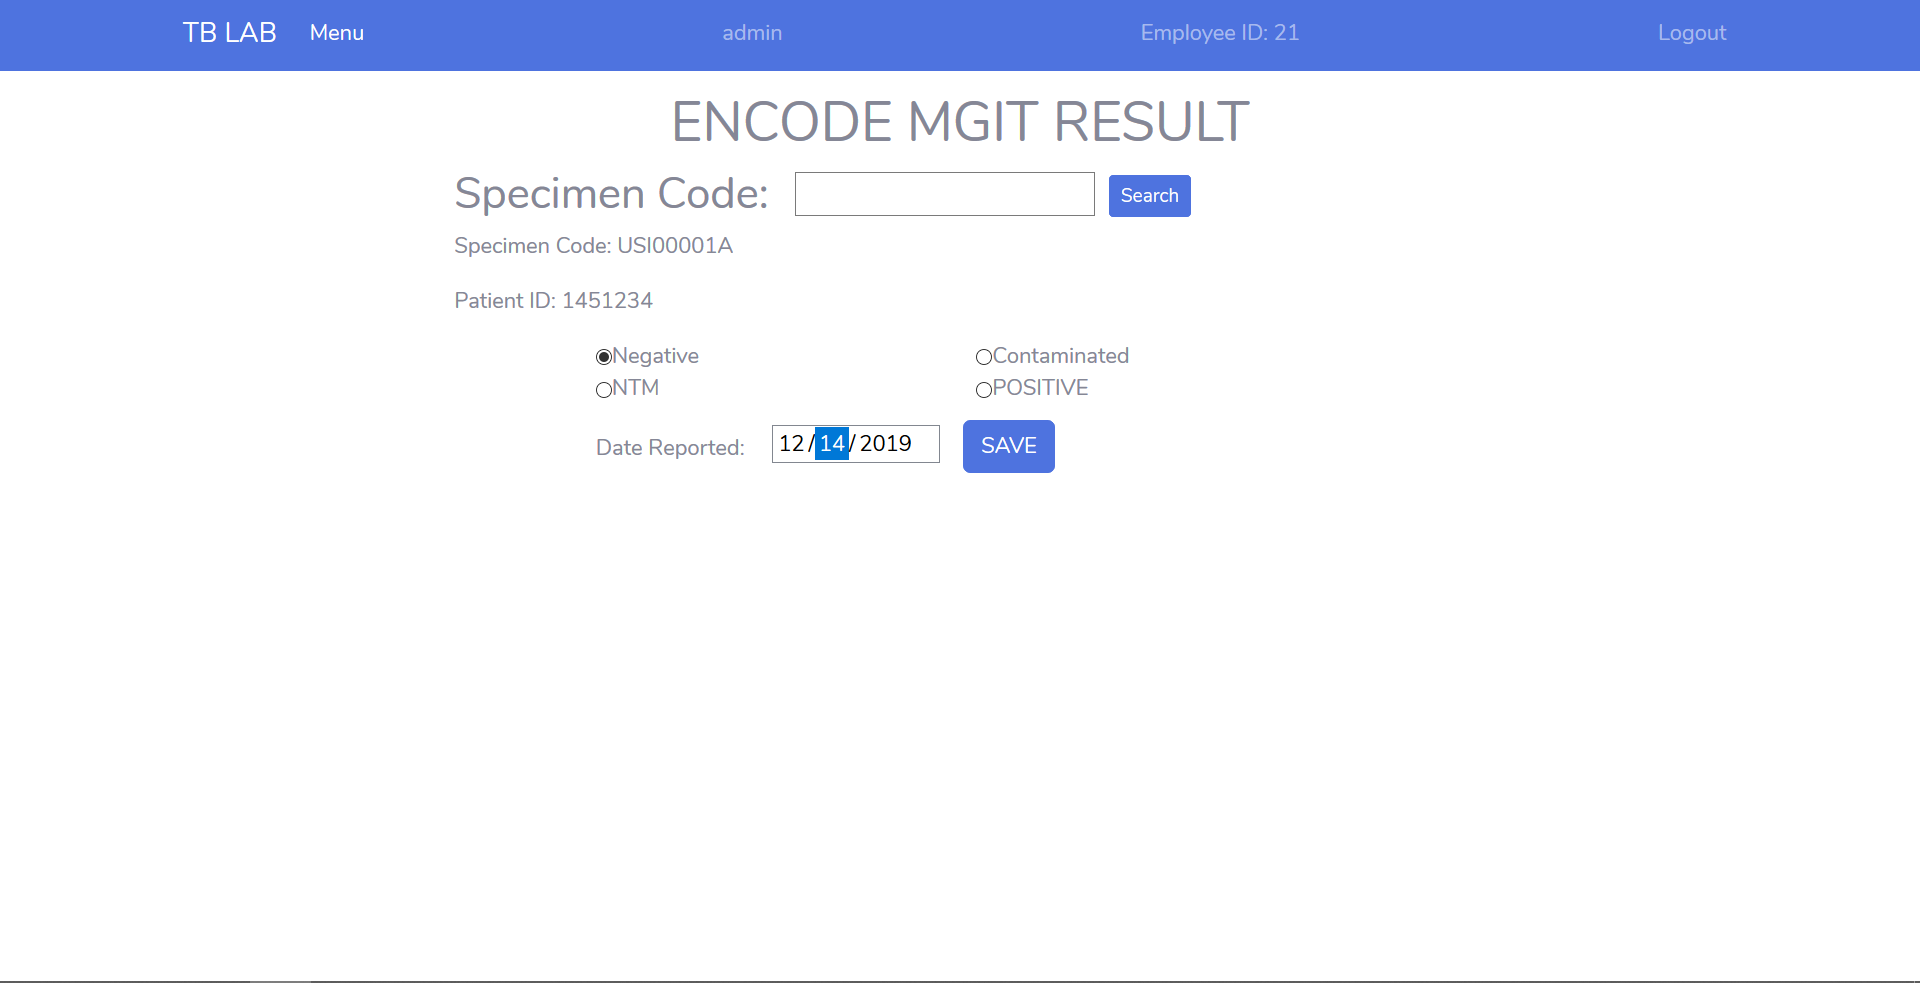 TB LAB Menu admin Employee ID: 21 Logout
ENCODE MGIT RESULT
Specimen Code: Search
Specimen Code: USI00001A
Patient ID: 1451234
Negative Contaminated
NTM POSITIVE
Date Reported: 12/14/2019 SAVE